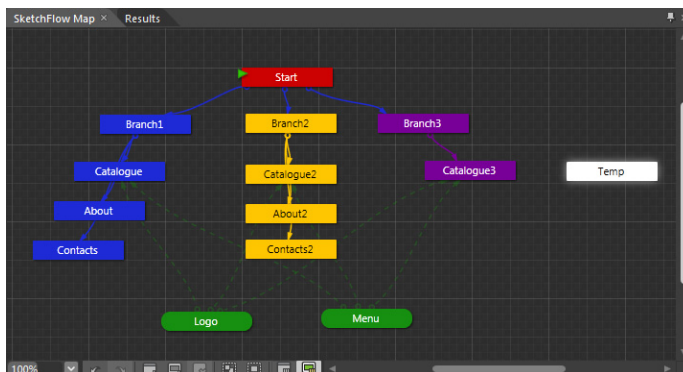 SketchFlow Map × Results
Start
Branch1 Branch2 Branch3
Catalogue Catalogue2 Catalogue3 Temp
About About2
Contacts Contacts2
Logo Menu
100%